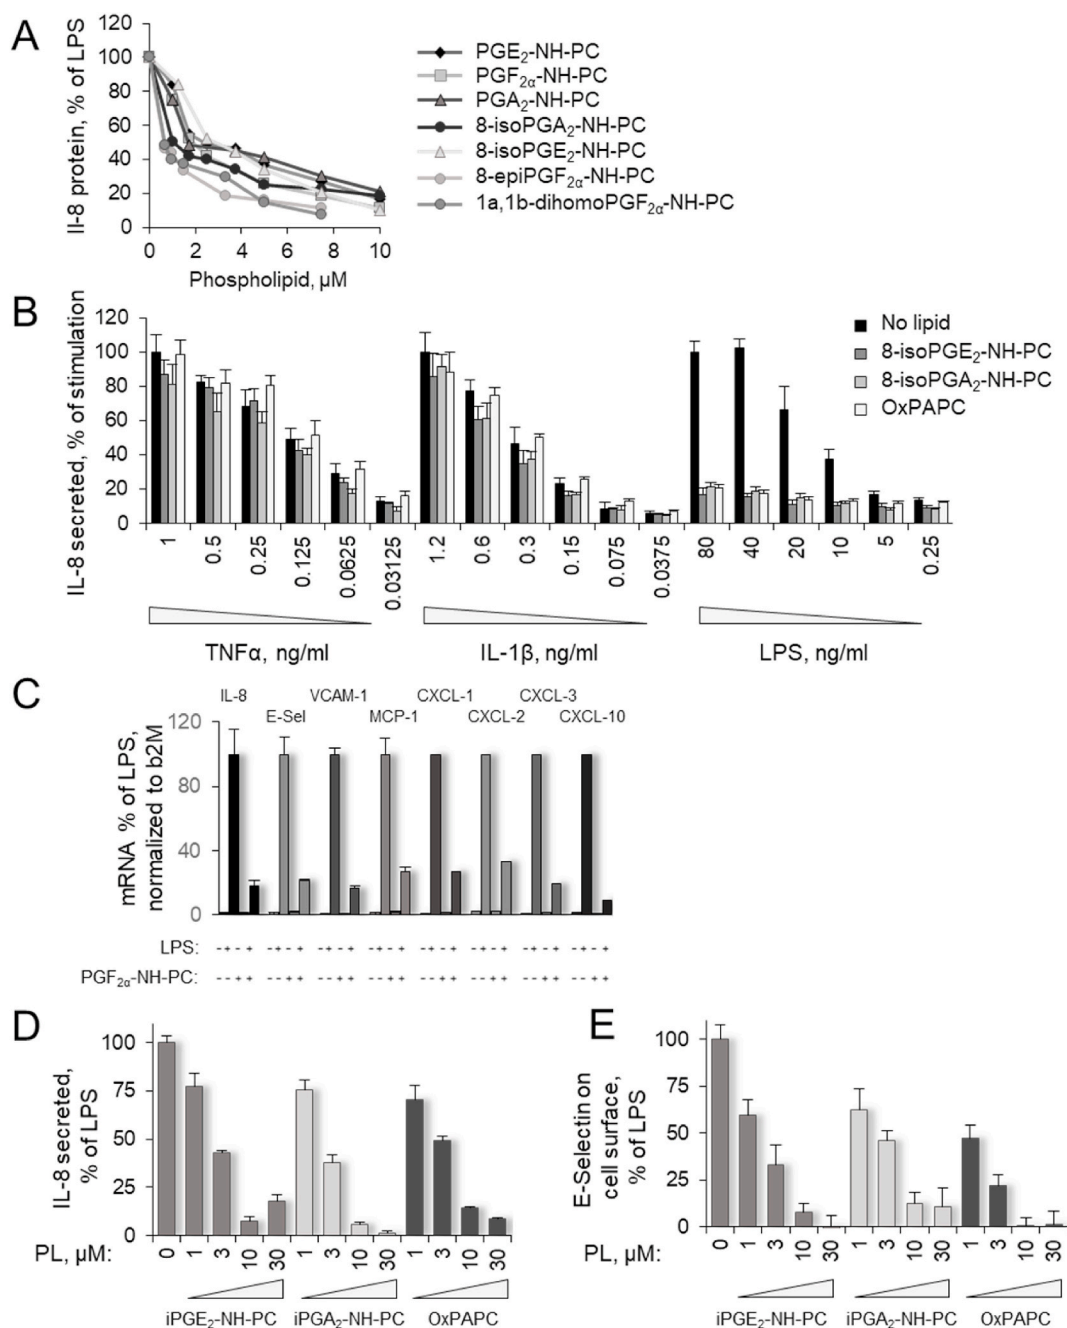 A
Il-8 protein, % of LPS
120
100
80
60
40
20
0
0 2 4 6 8 10
Phospholipid, µM
PGE₂-NH-PC
PGF₂α-NH-PC
PGA₂-NH-PC
8-isoPGA₂-NH-PC
8-isoPGE₂-NH-PC
8-epiPGF₂α-NH-PC
1a,1b-dihomoPGF₂α-NH-PC
B
IL-8 secreted, % of stimulation
120
100
80
60
40
20
0
No lipid
8-isoPGE₂-NH-PC
8-isoPGA₂-NH-PC
OxPAPC
1 0.5 0.25 0.125 0.0625 0.03125 1.2 0.6 0.3 0.15 0.075 0.0375 80 40 20 10 5 0.25
TNFα, ng/ml IL-1β, ng/ml LPS, ng/ml
C
IL-8 VCAM-1 CXCL-1 CXCL-3
E-Sel MCP-1 CXCL-2 CXCL-10
mRNA % of LPS,
normalized to b2M
120
80
40
0
LPS: --+-+ --+-+ --+-+ --+-+ --+-+ --+-+ --+-+ --+-+
PGF₂α-NH-PC: --++ --++ --++ --++ --++ --++ --++ --++
D
IL-8 secreted,
% of LPS
100
75
50
25
0
PL, µM: 0 1 3 10 30 1 3 10 30 1 3 10 30
iPGE₂-NH-PC iPGA₂-NH-PC OxPAPC
E
E-Selectin on
cell surface,
% of LPS
100
75
50
25
0
PL, µM: 0 1 3 10 30 1 3 10 30 1 3 10 30
iPGE₂-NH-PC iPGA₂-NH-PC OxPAPC